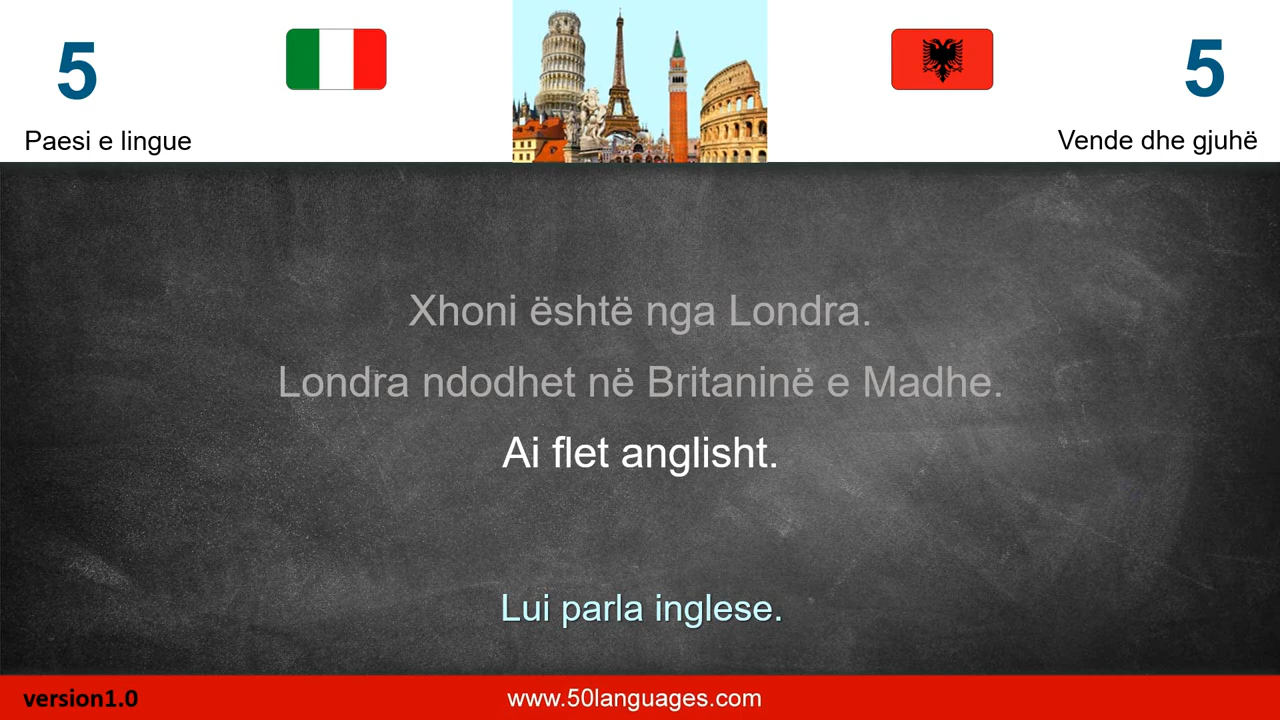 5
5
Paesi e lingue
Vende dhe gjuhë
Xhoni është nga Londra.
Londra ndodhet në Britaninë e Madhe.
Ai flet anglisht.
Lui parla inglese.
version1.0
www.50languages.com